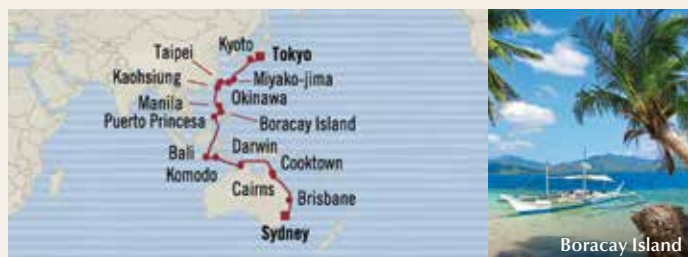 Kyoto
Tokyo
Taipei
Kaohsiung
Miyako-jima
Okinawa
Manila
Puerto Princesa
Boracay Island
Bali
Darwin
Komodo
Cooktown
Cairns
Brisbane
Sydney
Boracay Island